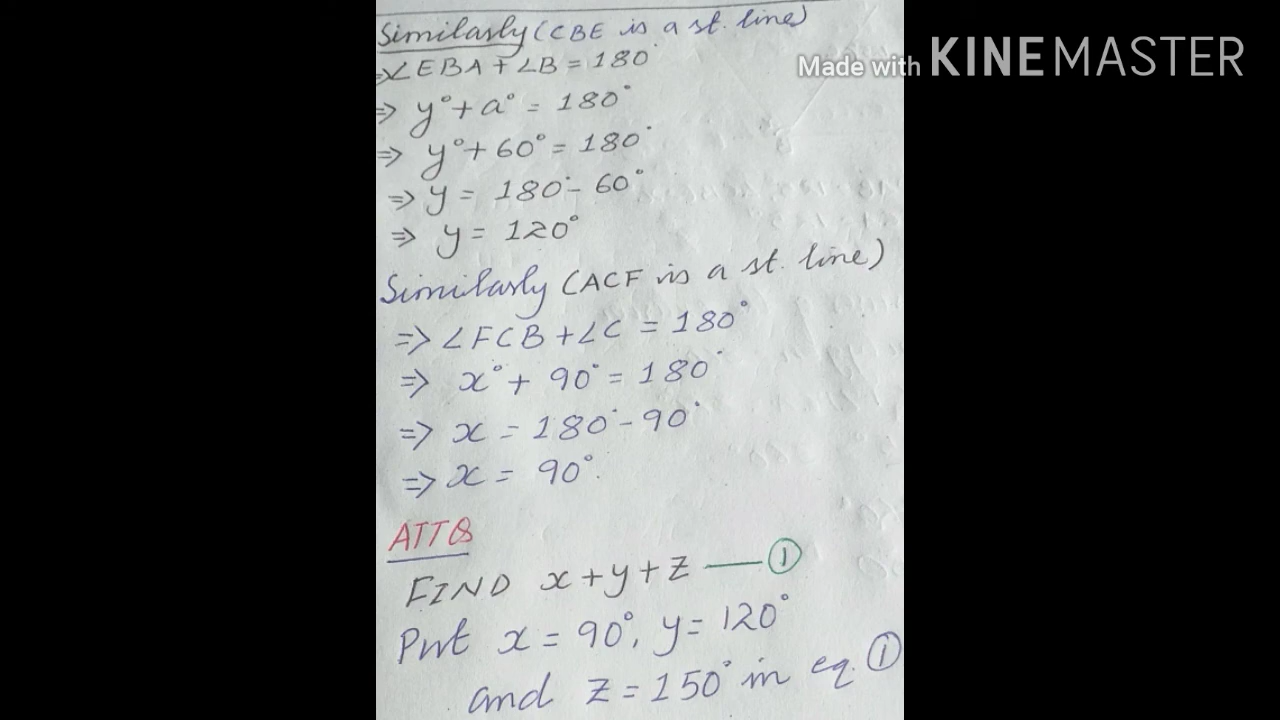 Similarly (CBE is a st. line)
⇒∠EBA + ∠B = 180°
⇒ y° + a° = 180°
⇒ y° + 60° = 180°
⇒ y = 180° - 60°
⇒ y = 120°
Similarly (ACF is a st. line)
⇒ ∠FCB + ∠C = 180°
⇒ x° + 90° = 180°
⇒ x = 180° - 90°
⇒ x = 90°.
ATTQ
FIND x + y + z — ①
Put x = 90°, y = 120°
and z = 150° in eq. ①
Made with KINEMASTER